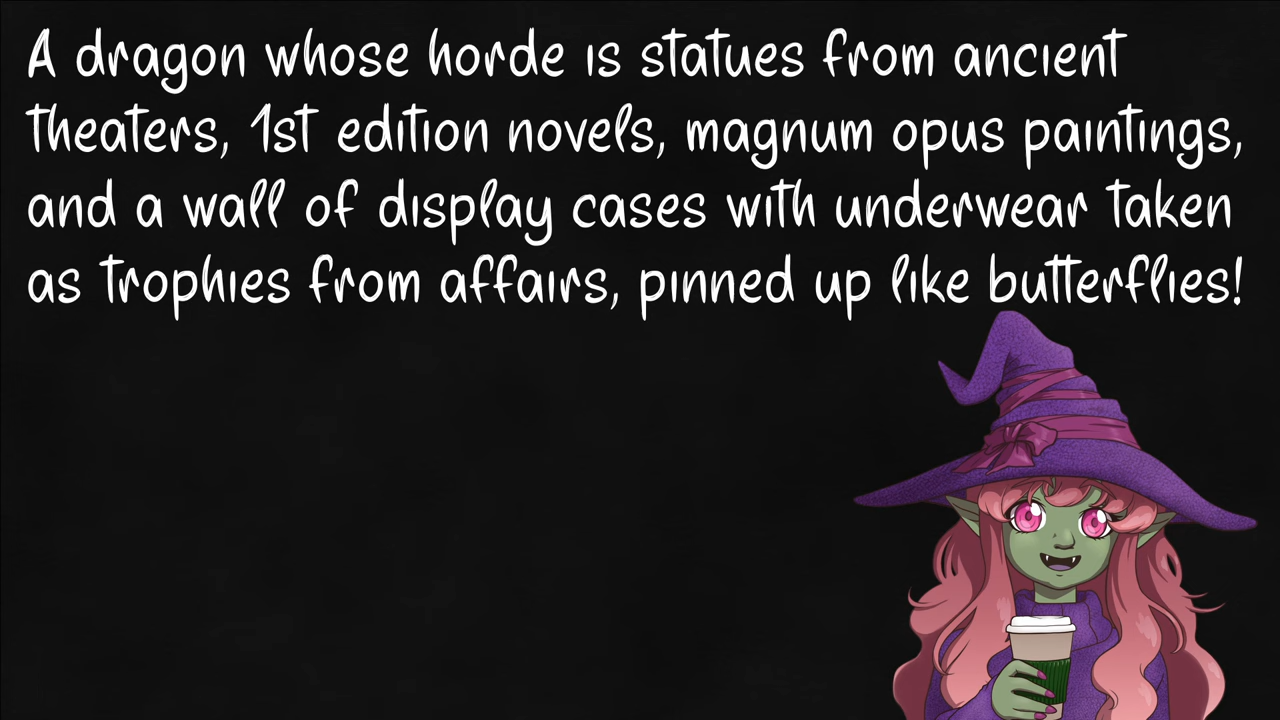 A dragon whose horde is statues from ancient
theaters, 1st edition novels, magnum opus paintings,
and a wall of display cases with underwear taken
as trophies from affairs, pinned up like butterflies!